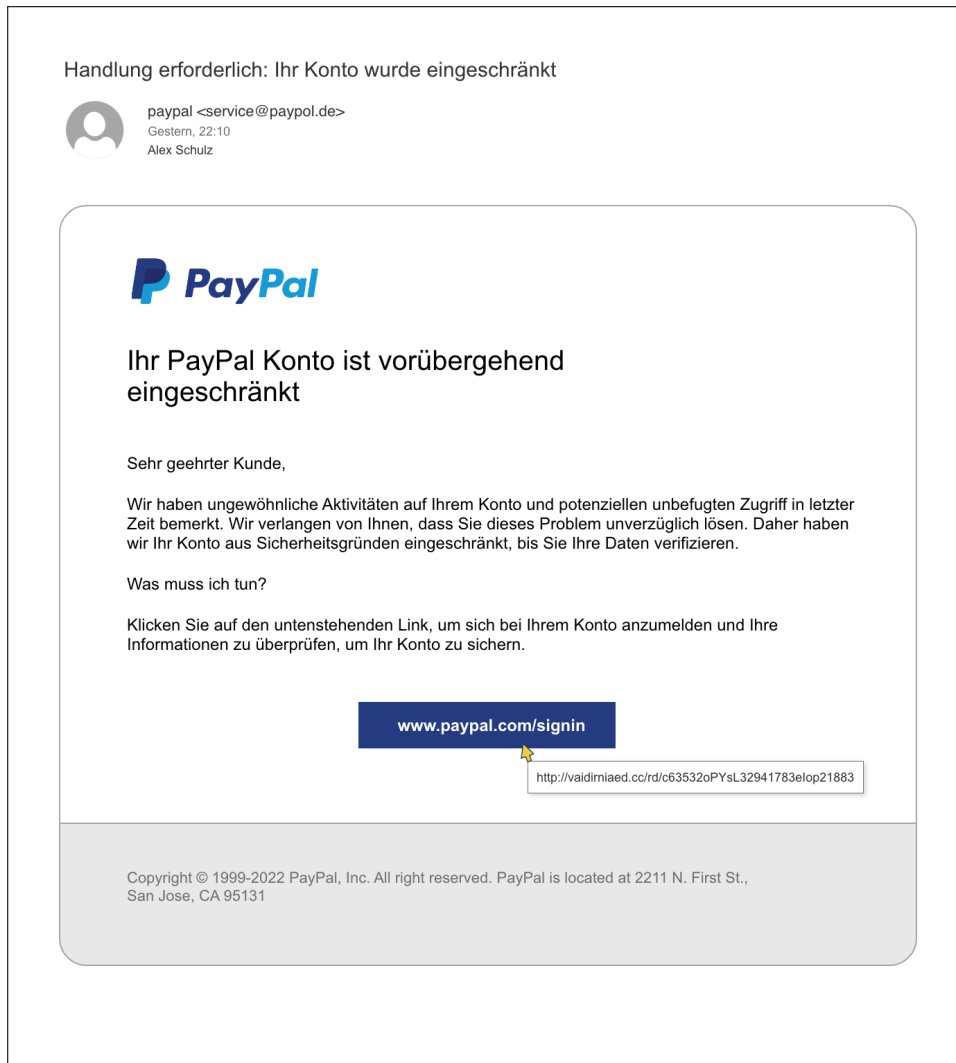 Handlung erforderlich: Ihr Konto wurde eingeschränkt
paypal <service@paypol.de>
Gestern, 22:10
Alex Schulz
PayPal
Ihr PayPal Konto ist vorübergehend
eingeschränkt
Sehr geehrter Kunde,
Wir haben ungewöhnliche Aktivitäten auf Ihrem Konto und potenziellen unbefugten Zugriff in letzter
Zeit bemerkt. Wir verlangen von Ihnen, dass Sie dieses Problem unverzüglich lösen. Daher haben
wir Ihr Konto aus Sicherheitsgründen eingeschränkt, bis Sie Ihre Daten verifizieren.
Was muss ich tun?
Klicken Sie auf den untenstehenden Link, um sich bei Ihrem Konto anzumelden und Ihre
Informationen zu überprüfen, um Ihr Konto zu sichern.
www.paypal.com/signin
http://vaidirniaed.cc/rd/c63532oPYsL32941783elop21883
Copyright © 1999-2022 PayPal, Inc. All right reserved. PayPal is located at 2211 N. First St.,
San Jose, CA 95131